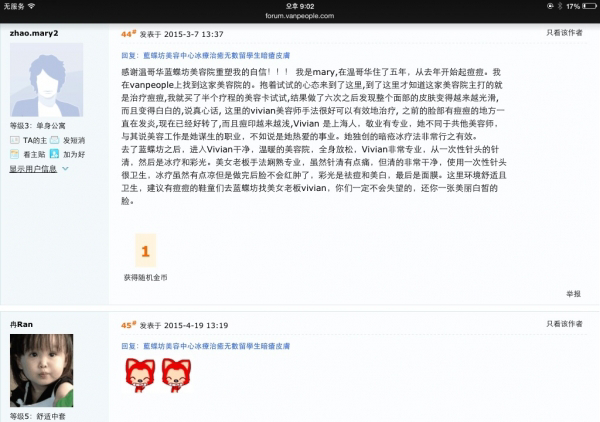 无服务
오후 9:02
17%
forum.vanpeople.com
zhao.mary2
等级3：单身公寓
TA的主
发短消
看主贴
加为好
显示用户信息
44# 发表于 2015-3-7 13:37
只看该作者
回复：藍蝶坊美容中心冰療治癒无數留學生暗瘡皮膚
感谢温哥华蓝蝶坊美容院重塑我的自信！！！ 我是mary,在温哥华住了五年，从去年开始起痘痘。我
在vanpeople上找到这家美容院的。抱着试试的心态来到了这里,到了这里才知道这家美容院主打的就
是治疗痘痘,我就买了半个疗程的美容卡试试,结果做了六次之后发现整个面部的皮肤变得越来越光滑,
而且变得白白的,说真心话, 这里的vivian美容师手法很好可以有效地治疗, 之前的脸部有痘痘的地方一
直在发炎,现在已经好转了,而且痘印越来越浅,Vivian 是上海人，敬业有专业，她不同于共他美容师，
与其说美容工作是她谋生的职业，不如说是她热爱的事业。她独创的暗疮冰疗法非常行之有效。
去了蓝蝶坊之后，进入Vivian干净，温暖的美容院，全身放松，Vivian非常专业，从一次性针头的针
清，然后是冰疗和彩光。美女老板手法娴熟专业，虽然针清有点痛，但清的非常干净，使用一次性针头
很卫生，冰疗虽然有点凉但是做完后脸不会红肿了，彩光是祛痘和美白，最后是面膜。这里环境舒适且
卫生，建议有痘痘的鞋童们去蓝蝶坊找美女老板vivian，你们一定不会失望的，还你一张美丽白皙的
脸。
1
获得随机金币
举报
冉Ran
等级5：舒适中套
45# 发表于 2015-4-19 13:19
只看该作者
回复：藍蝶坊美容中心冰療治癒无數留學生暗瘡皮膚